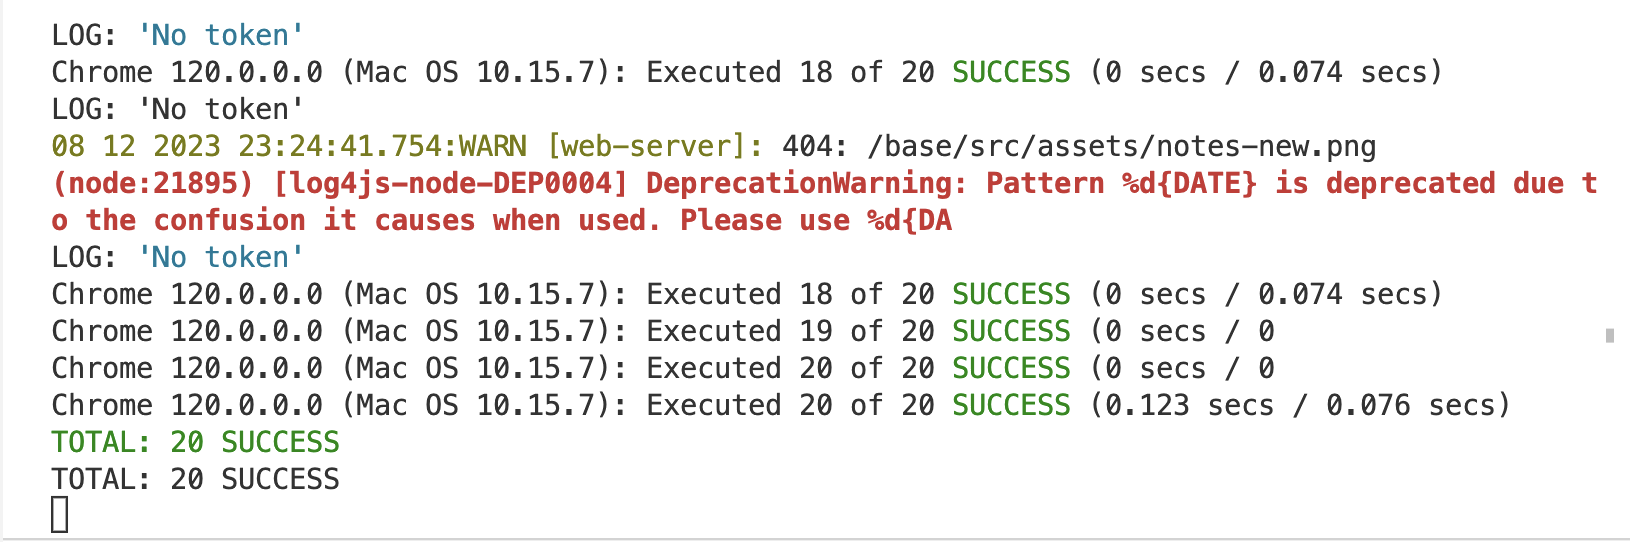 LOG: 'No token'
Chrome 120.0.0.0 (Mac OS 10.15.7): Executed 18 of 20 SUCCESS (0 secs / 0.074 secs)
LOG: 'No token'
08 12 2023 23:24:41.754:WARN [web-server]: 404: /base/src/assets/notes-new.png
(node:21895) [log4js-node-DEP0004] DeprecationWarning: Pattern %d{DATE} is deprecated due t
o the confusion it causes when used. Please use %d{DA
LOG: 'No token'
Chrome 120.0.0.0 (Mac OS 10.15.7): Executed 18 of 20 SUCCESS (0 secs / 0.074 secs)
Chrome 120.0.0.0 (Mac OS 10.15.7): Executed 19 of 20 SUCCESS (0 secs / 0
Chrome 120.0.0.0 (Mac OS 10.15.7): Executed 20 of 20 SUCCESS (0 secs / 0
Chrome 120.0.0.0 (Mac OS 10.15.7): Executed 20 of 20 SUCCESS (0.123 secs / 0.076 secs)
TOTAL: 20 SUCCESS
TOTAL: 20 SUCCESS